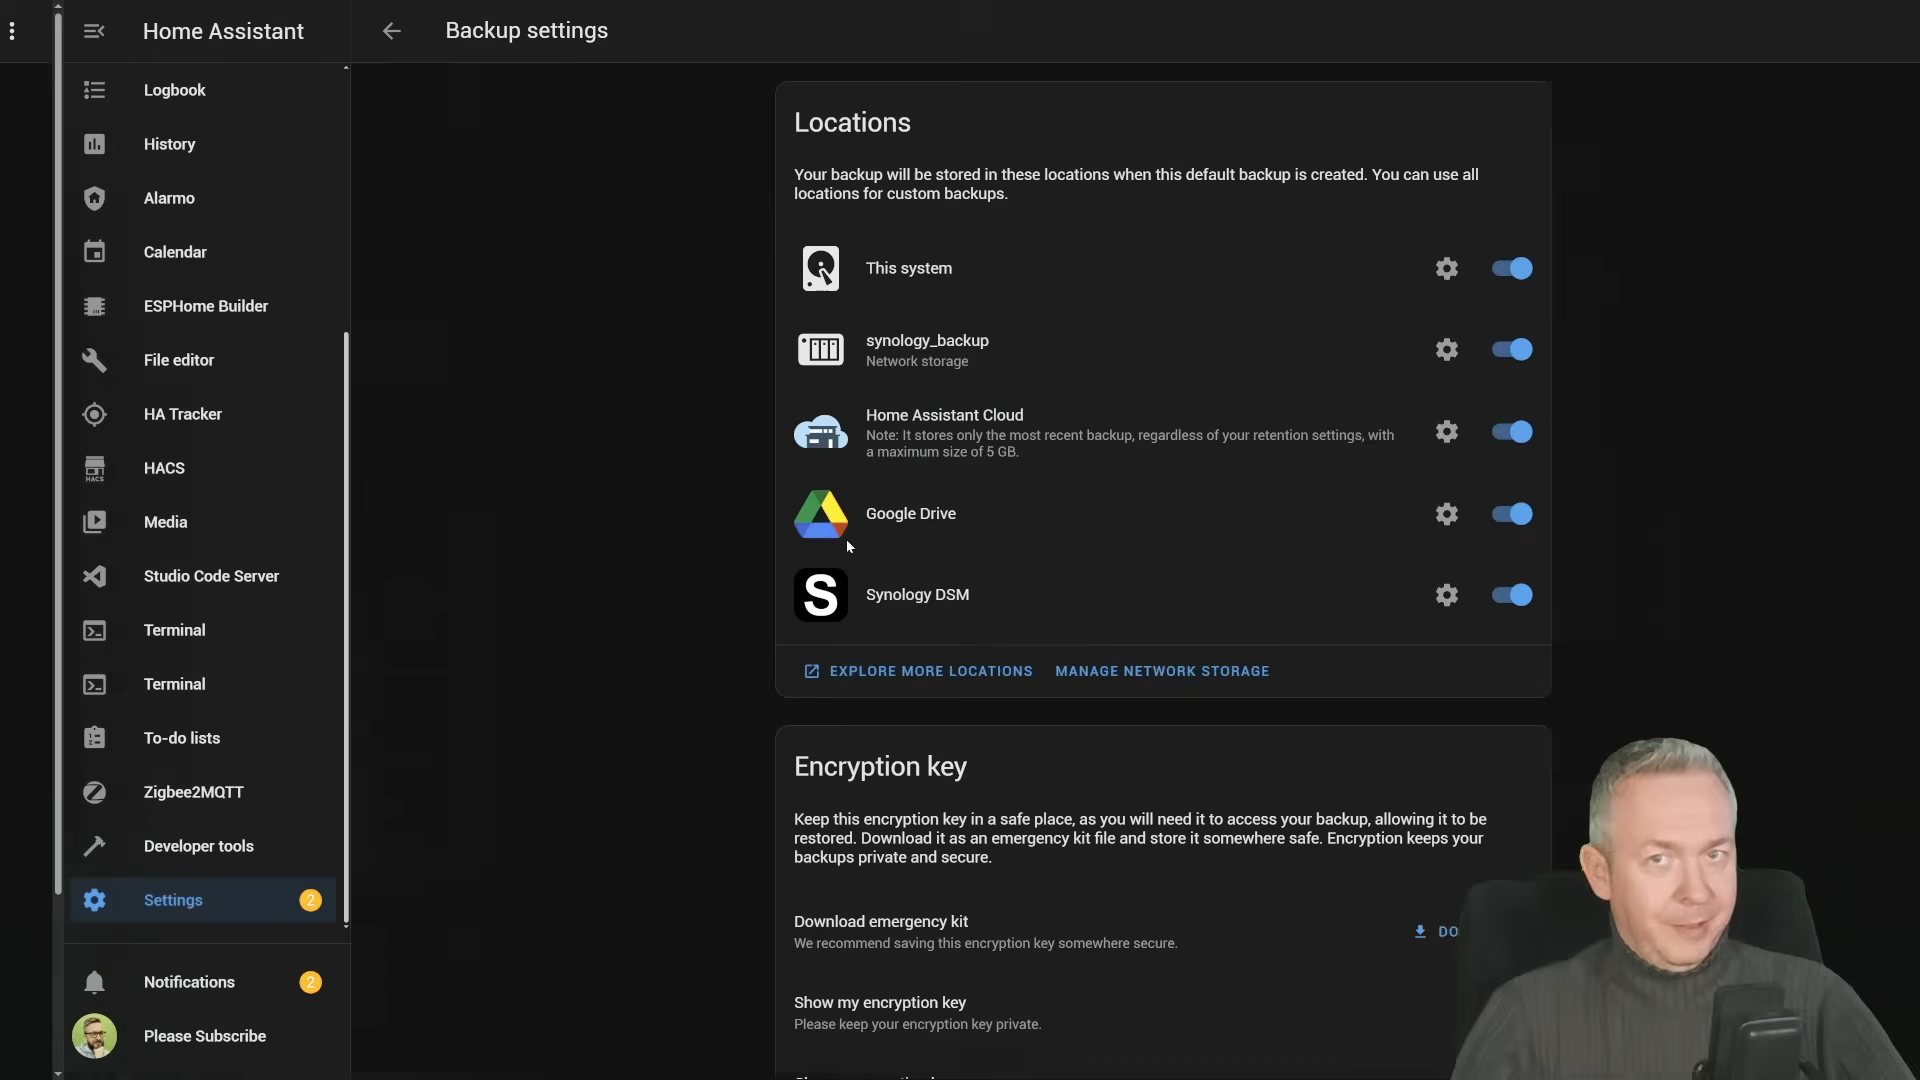 Home Assistant
Backup settings
Logbook
History
Alarmo
Calendar
ESPHome Builder
File editor
HA Tracker
HACS
HACS
Media
Studio Code Server
Terminal
Terminal
To-do lists
Zigbee2MQTT
Developer tools
Settings
2
Notifications
2
Please Subscribe
Locations
Your backup will be stored in these locations when this default backup is created. You can use all
locations for custom backups.
This system
synology_backup
Network storage
Home Assistant Cloud
Note: It stores only the most recent backup, regardless of your retention settings, with
a maximum size of 5 GB.
Google Drive
S
Synology DSM
EXPLORE MORE LOCATIONS
MANAGE NETWORK STORAGE
Encryption key
Keep this encryption key in a safe place, as you will need it to access your backup, allowing it to be
restored. Download it as an emergency kit file and store it somewhere safe. Encryption keeps your
backups private and secure.
Download emergency kit
We recommend saving this encryption key somewhere secure.
DO
Show my encryption key
Please keep your encryption key private.